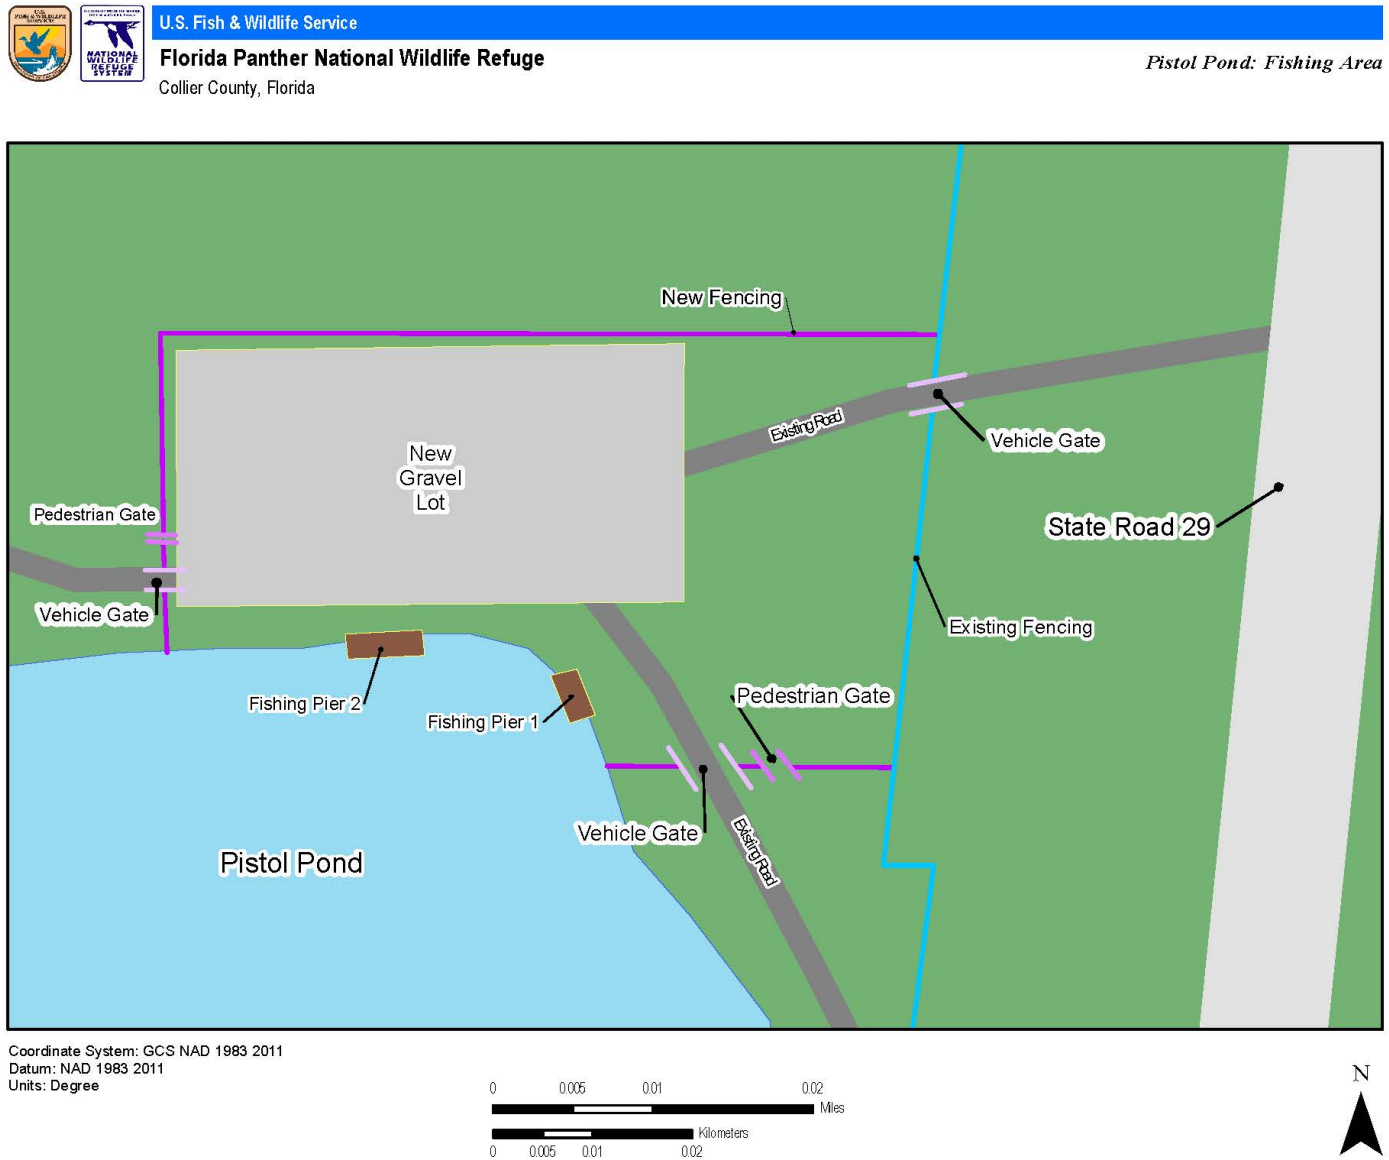 U.S.
FISH & WILDLIFE
SERVICE
NATIONAL
WILDLIFE
REFUGE
SYSTEM
U.S. Fish & Wildlife Service
Florida Panther National Wildlife Refuge
Collier County, Florida
Pistol Pond: Fishing Area
New Fencing
Existing Road
Vehicle Gate
New
Gravel
Lot
Pedestrian Gate
State Road 29
Vehicle Gate
Existing Fencing
Fishing Pier 2
Fishing Pier 1
Pedestrian Gate
Vehicle Gate
Existing Road
Pistol Pond
Coordinate System: GCS NAD 1983 2011
Datum: NAD 1983 2011
Units: Degree
0 0.005 0.01 0.02
Miles
Kilometers
0 0.005 0.01 0.02
N